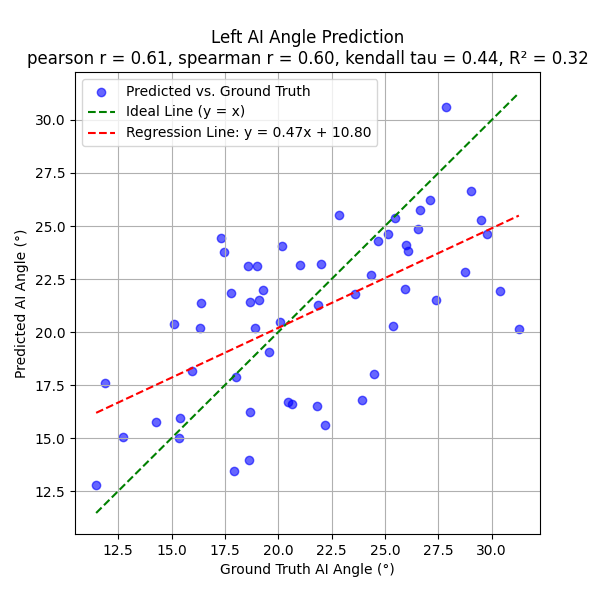 Left AI Angle Prediction
pearson r = 0.61, spearman r = 0.60, kendall tau = 0.44, R² = 0.32
Predicted vs. Ground Truth
Ideal Line (y = x)
Regression Line: y = 0.47x + 10.80
30.0
27.5
25.0
22.5
20.0
17.5
15.0
12.5
Predicted AI Angle (°)
12.5 15.0 17.5 20.0 22.5 25.0 27.5 30.0
Ground Truth AI Angle (°)